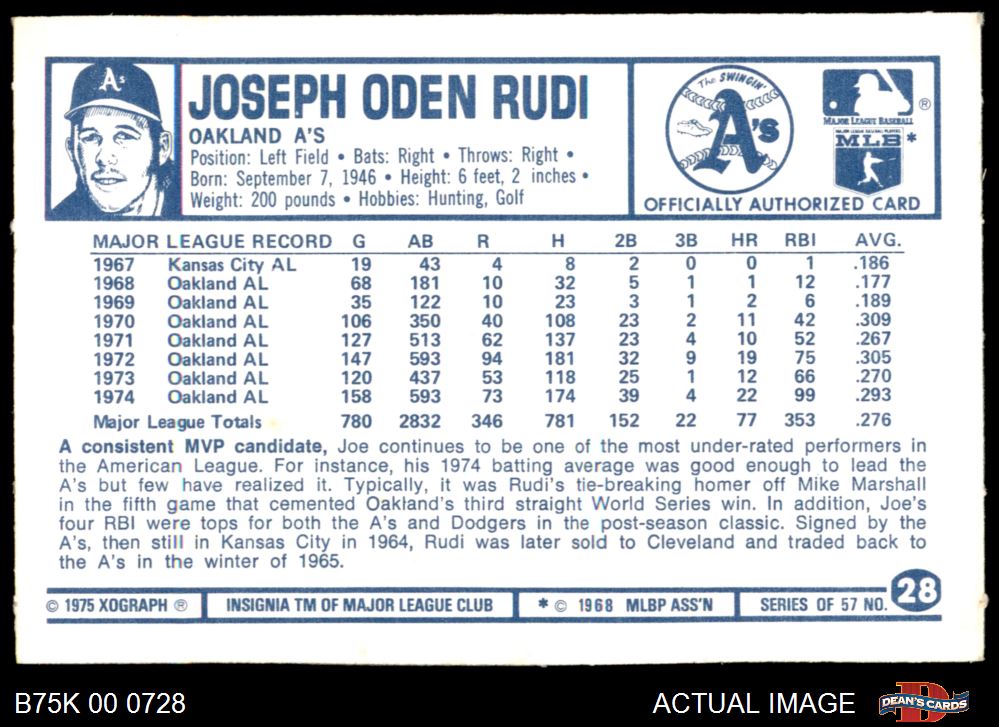 A's
JOSEPH ODEN RUDI
OAKLAND A'S
Position: Left Field • Bats: Right • Throws: Right •
Born: September 7, 1946 • Height: 6 feet, 2 inches •
Weight: 200 pounds • Hobbies: Hunting, Golf
The SWINGIN'
A's
®
MAJOR LEAGUE BASEBALL
MAJOR LEAGUE BASEBALL PLAYERS
MLB *
OFFICIALLY AUTHORIZED CARD
MAJOR LEAGUE RECORD G AB R H 2B 3B HR RBI AVG.
1967 Kansas City AL 19 43 4 8 2 0 0 1 .186
1968 Oakland AL 68 181 10 32 5 1 1 12 .177
1969 Oakland AL 35 122 10 23 3 1 2 6 .189
1970 Oakland AL 106 350 40 108 23 2 11 42 .309
1971 Oakland AL 127 513 62 137 23 4 10 52 .267
1972 Oakland AL 147 593 94 181 32 9 19 75 .305
1973 Oakland AL 120 437 53 118 25 1 12 66 .270
1974 Oakland AL 158 593 73 174 39 4 22 99 .293
Major League Totals 780 2832 346 781 152 22 77 353 .276
A consistent MVP candidate, Joe continues to be one of the most under-rated performers in
the American League. For instance, his 1974 batting average was good enough to lead the
A's but few have realized it. Typically, it was Rudi's tie-breaking homer off Mike Marshall
in the fifth game that cemented Oakland's third straight World Series win. In addition, Joe's
four RBI were tops for both the A's and Dodgers in the post-season classic. Signed by the
A's, then still in Kansas City in 1964, Rudi was later sold to Cleveland and traded back to
the A's in the winter of 1965.
© 1975 XOGRAPH ® INSIGNIA TM OF MAJOR LEAGUE CLUB * © 1968 MLBP ASS'N SERIES OF 57 NO. 28
B75K 00 0728 ACTUAL IMAGE DEAN'S CARDS